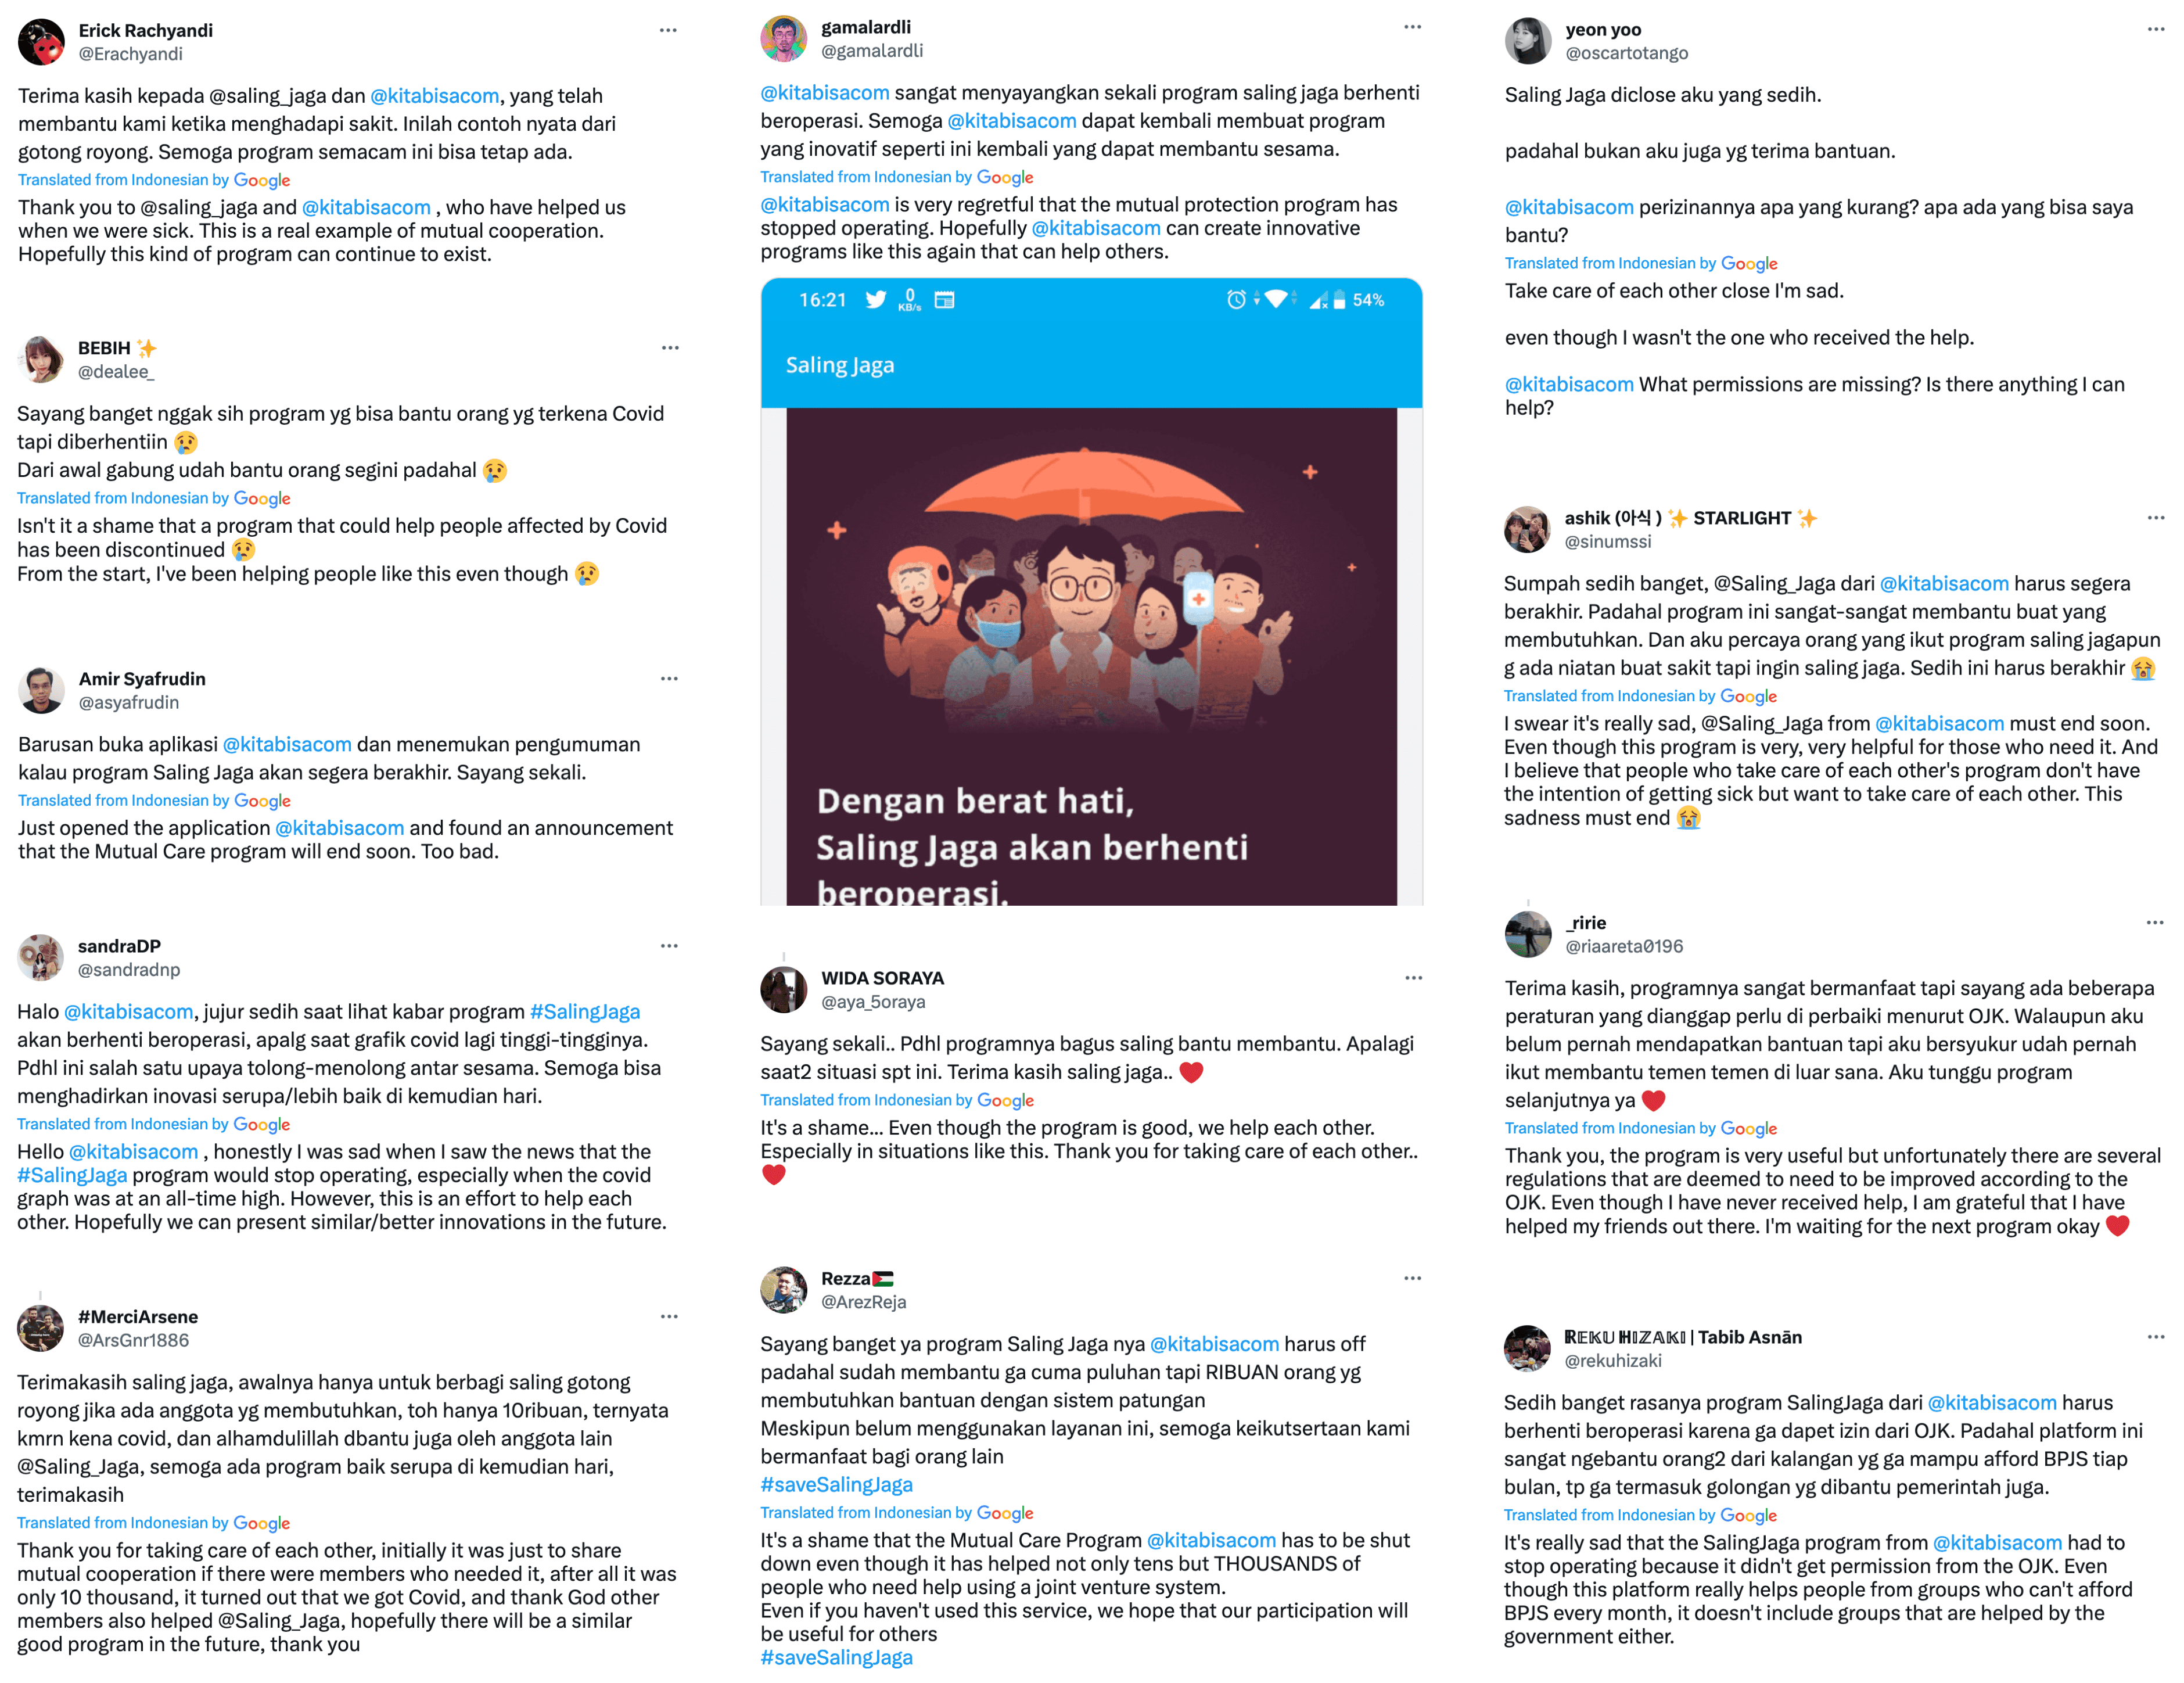 Erick Rachyandi
@Erachyandi
Terima kasih kepada @saling_jaga dan @kitabisacom, yang telah
membantu kami ketika menghadapi sakit. Inilah contoh nyata dari
gotong royong. Semoga program semacam ini bisa tetap ada.
Translated from Indonesian by Google
Thank you to @saling_jaga and @kitabisacom , who have helped us
when we were sick. This is a real example of mutual cooperation.
Hopefully this kind of program can continue to exist.
BEBIH ✨
@dealee_
Sayang banget nggak sih program yg bisa bantu orang yg terkena Covid
tapi diberhentiin 😢
Dari awal gabung udah bantu orang segini padahal 😢
Translated from Indonesian by Google
Isn't it a shame that a program that could help people affected by Covid
has been discontinued 😢
From the start, I've been helping people like this even though 😢
Amir Syafrudin
@asyafrudin
Barusan buka aplikasi @kitabisacom dan menemukan pengumuman
kalau program Saling Jaga akan segera berakhir. Sayang sekali.
Translated from Indonesian by Google
Just opened the application @kitabisacom and found an announcement
that the Mutual Care program will end soon. Too bad.
sandraDP
@sandradnp
Halo @kitabisacom, jujur sedih saat lihat kabar program #SalingJaga
akan berhenti beroperasi, apalg saat grafik covid lagi tinggi-tingginya.
Pdhl ini salah satu upaya tolong-menolong antar sesama. Semoga bisa
menghadirkan inovasi serupa/lebih baik di kemudian hari.
Translated from Indonesian by Google
Hello @kitabisacom , honestly I was sad when I saw the news that the
#SalingJaga program would stop operating, especially when the covid
graph was at an all-time high. However, this is an effort to help each
other. Hopefully we can present similar/better innovations in the future.
#MerciArsene
@ArsGnr1886
Terimakasih saling jaga, awalnya hanya untuk berbagi saling gotong
royong jika ada anggota yg membutuhkan, toh hanya 10ribuan, ternyata
kmrn kena covid, dan alhamdulillah dbantu juga oleh anggota lain
@Saling_Jaga, semoga ada program baik serupa di kemudian hari,
terimakasih
Translated from Indonesian by Google
Thank you for taking care of each other, initially it was just to share
mutual cooperation if there were members who needed it, after all it was
only 10 thousand, it turned out that we got Covid, and thank God other
members also helped @Saling_Jaga, hopefully there will be a similar
good program in the future, thank you
gamalardli
@gamalardli
@kitabisacom sangat menyayangkan sekali program saling jaga berhenti
beroperasi. Semoga @kitabisacom dapat kembali membuat program
yang inovatif seperti ini kembali yang dapat membantu sesama.
Translated from Indonesian by Google
@kitabisacom is very regretful that the mutual protection program has
stopped operating. Hopefully @kitabisacom can create innovative
programs like this again that can help others.
16:21 0 KB/s 54%
Saling Jaga
Dengan berat hati,
Saling Jaga akan berhenti
beroperasi.
WIDA SORAYA
@aya_5oraya
Sayang sekali.. Pdhl programnya bagus saling bantu membantu. Apalagi
saat2 situasi spt ini. Terima kasih saling jaga.. ❤️
Translated from Indonesian by Google
It's a shame... Even though the program is good, we help each other.
Especially in situations like this. Thank you for taking care of each other..
❤️
Rezza🇵🇸
@ArezReja
Sayang banget ya program Saling Jaga nya @kitabisacom harus off
padahal sudah membantu ga cuma puluhan tapi RIBUAN orang yg
membutuhkan bantuan dengan sistem patungan
Meskipun belum menggunakan layanan ini, semoga keikutsertaan kami
bermanfaat bagi orang lain
#saveSalingJaga
Translated from Indonesian by Google
It's a shame that the Mutual Care Program @kitabisacom has to be shut
down even though it has helped not only tens but THOUSANDS of
people who need help using a joint venture system.
Even if you haven't used this service, we hope that our participation will
be useful for others
#saveSalingJaga
yeon yoo
@oscartotango
Saling Jaga diclose aku yang sedih.
padahal bukan aku juga yg terima bantuan.
@kitabisacom perizinannya apa yang kurang? apa ada yang bisa saya
bantu?
Translated from Indonesian by Google
Take care of each other close I'm sad.
even though I wasn't the one who received the help.
@kitabisacom What permissions are missing? Is there anything I can
help?
ashik (아식 ) ✨ STARLIGHT ✨
@sinumssi
Sumpah sedih banget, @Saling_Jaga dari @kitabisacom harus segera
berakhir. Padahal program ini sangat-sangat membantu buat yang
membutuhkan. Dan aku percaya orang yang ikut program saling jagapun
g ada niatan buat sakit tapi ingin saling jaga. Sedih ini harus berakhir 😭
Translated from Indonesian by Google
I swear it's really sad, @Saling_Jaga from @kitabisacom must end soon.
Even though this program is very, very helpful for those who need it. And
I believe that people who take care of each other's program don't have
the intention of getting sick but want to take care of each other. This
sadness must end 😭
_ririe
@riaareta0196
Terima kasih, programnya sangat bermanfaat tapi sayang ada beberapa
peraturan yang dianggap perlu di perbaiki menurut OJK. Walaupun aku
belum pernah mendapatkan bantuan tapi aku bersyukur udah pernah
ikut membantu temen temen di luar sana. Aku tunggu program
selanjutnya ya ❤️
Translated from Indonesian by Google
Thank you, the program is very useful but unfortunately there are several
regulations that are deemed to need to be improved according to the
OJK. Even though I have never received help, I am grateful that I have
helped my friends out there. I'm waiting for the next program okay ❤️
ℝ𝔼𝕂𝕌 ℍ𝕀ℤ𝔸𝕂𝕀 | Tabib Asnān
@rekuhizaki
Sedih banget rasanya program SalingJaga dari @kitabisacom harus
berhenti beroperasi karena ga dapet izin dari OJK. Padahal platform ini
sangat ngebantu orang2 dari kalangan yg ga mampu afford BPJS tiap
bulan, tp ga termasuk golongan yg dibantu pemerintah juga.
Translated from Indonesian by Google
It's really sad that the SalingJaga program from @kitabisacom had to
stop operating because it didn't get permission from the OJK. Even
though this platform really helps people from groups who can't afford
BPJS every month, it doesn't include groups that are helped by the
government either.